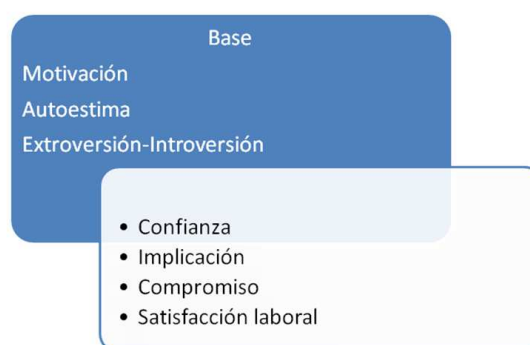 Base
Motivación
Autoestima
Extroversión-Introversión
• Confianza
• Implicación
• Compromiso
• Satisfacción laboral